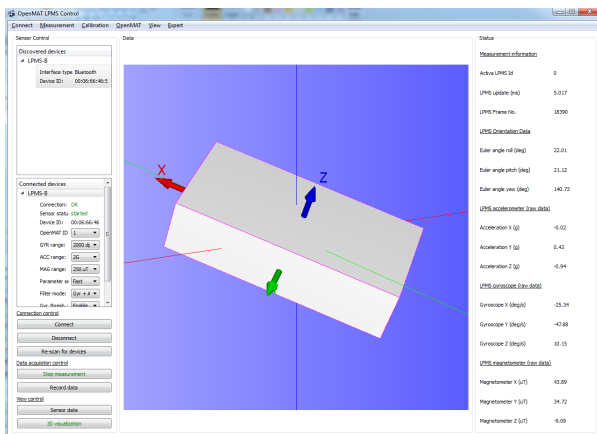 OpenMAT LPMS Control
Connect Measurement Calibration OpenMAT View Expert
Sensor Control
Discovered devices
LPMS-B
Interface type Bluetooth
Device ID: 00:06:66:46:5
Connected devices
LPMS-B
Connection: OK
Sensor statu started
Device ID: 00:06:66:46
OpenMAT ID 1
GYR range: 2000 dp
ACC range: 2G
MAG range: 250 uT
Parameter se Fast
Filter mode: Gyr + A
Gyr. thresh.: Enable
Connection control
Connect
Disconnect
Re-scan for devices
Data acquisiton control
Stop measurement
Record data
View control
Sensor data
3D visualization
Data
X
Z
Status
Measurement information
Active LPMS Id 0
LPMS update (ms) 5.017
LPMS Frame No. 18390
LPMS Orientation Data
Euler angle roll (deg) 22.01
Euler angle pitch (deg) 21.12
Euler angle yaw (deg) 140.73
LPMS accelerometer (raw data)
Acceleration X (g) -0.02
Acceleration Y (g) 0.43
Acceleration Z (g) -0.94
LPMS gyroscope (raw data)
Gyroscope X (deg/s) -25.34
Gyroscope Y (deg/s) -47.88
Gyroscope Z (deg/s) 10.15
LPMS magnetometer (raw data)
Magnetometer X (uT) 43.89
Magnetometer Y (uT) 34.72
Magnetometer Z (uT) -9.09